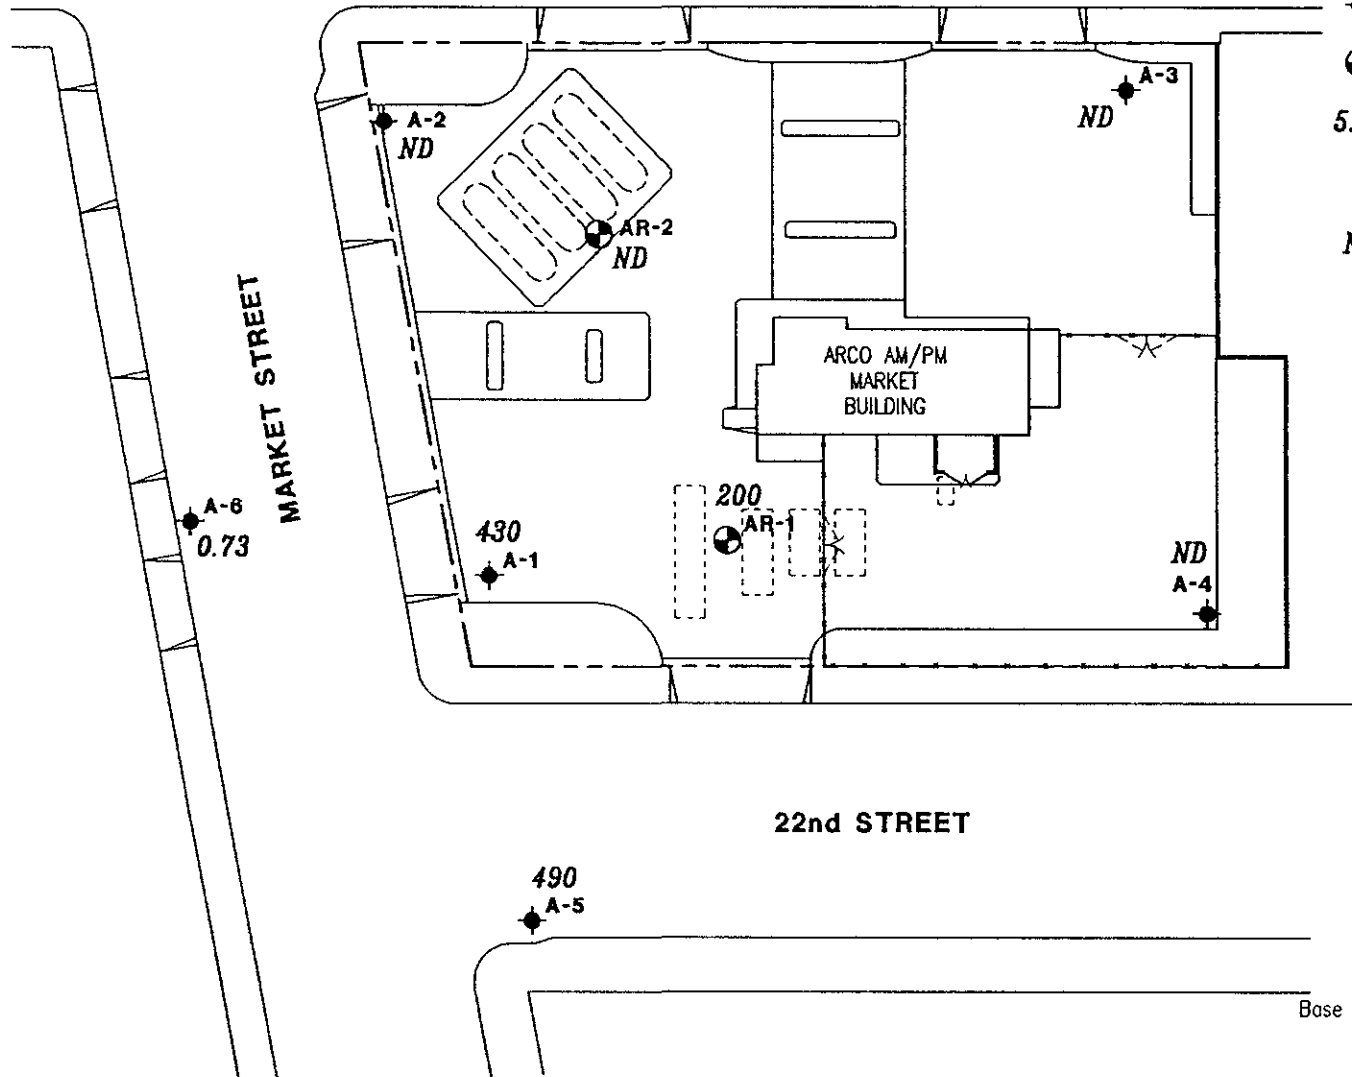 A-3
ND
5.
A-2
ND
AR-2
ND
MARKET STREET
ARCO AM/PM
MARKET
BUILDING
200
AR-1
A-6
0.73
430
A-1
ND
A-4
22nd STREET
490
A-5
Base